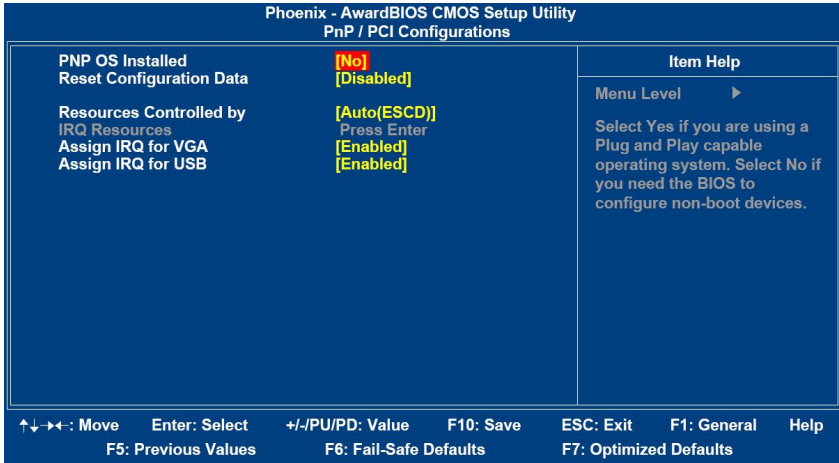 Phoenix - AwardBIOS CMOS Setup Utility
PnP / PCI Configurations
PNP OS Installed [No]
Reset Configuration Data [Disabled]
Resources Controlled by [Auto(ESCD)]
IRQ Resources Press Enter
Assign IRQ for VGA [Enabled]
Assign IRQ for USB [Enabled]
Item Help
Menu Level ▶
Select Yes if you are using a
Plug and Play capable
operating system. Select No if
you need the BIOS to
configure non-boot devices.
↑↓→←: Move Enter: Select +/-/PU/PD: Value F10: Save ESC: Exit F1: General Help
F5: Previous Values F6: Fail-Safe Defaults F7: Optimized Defaults